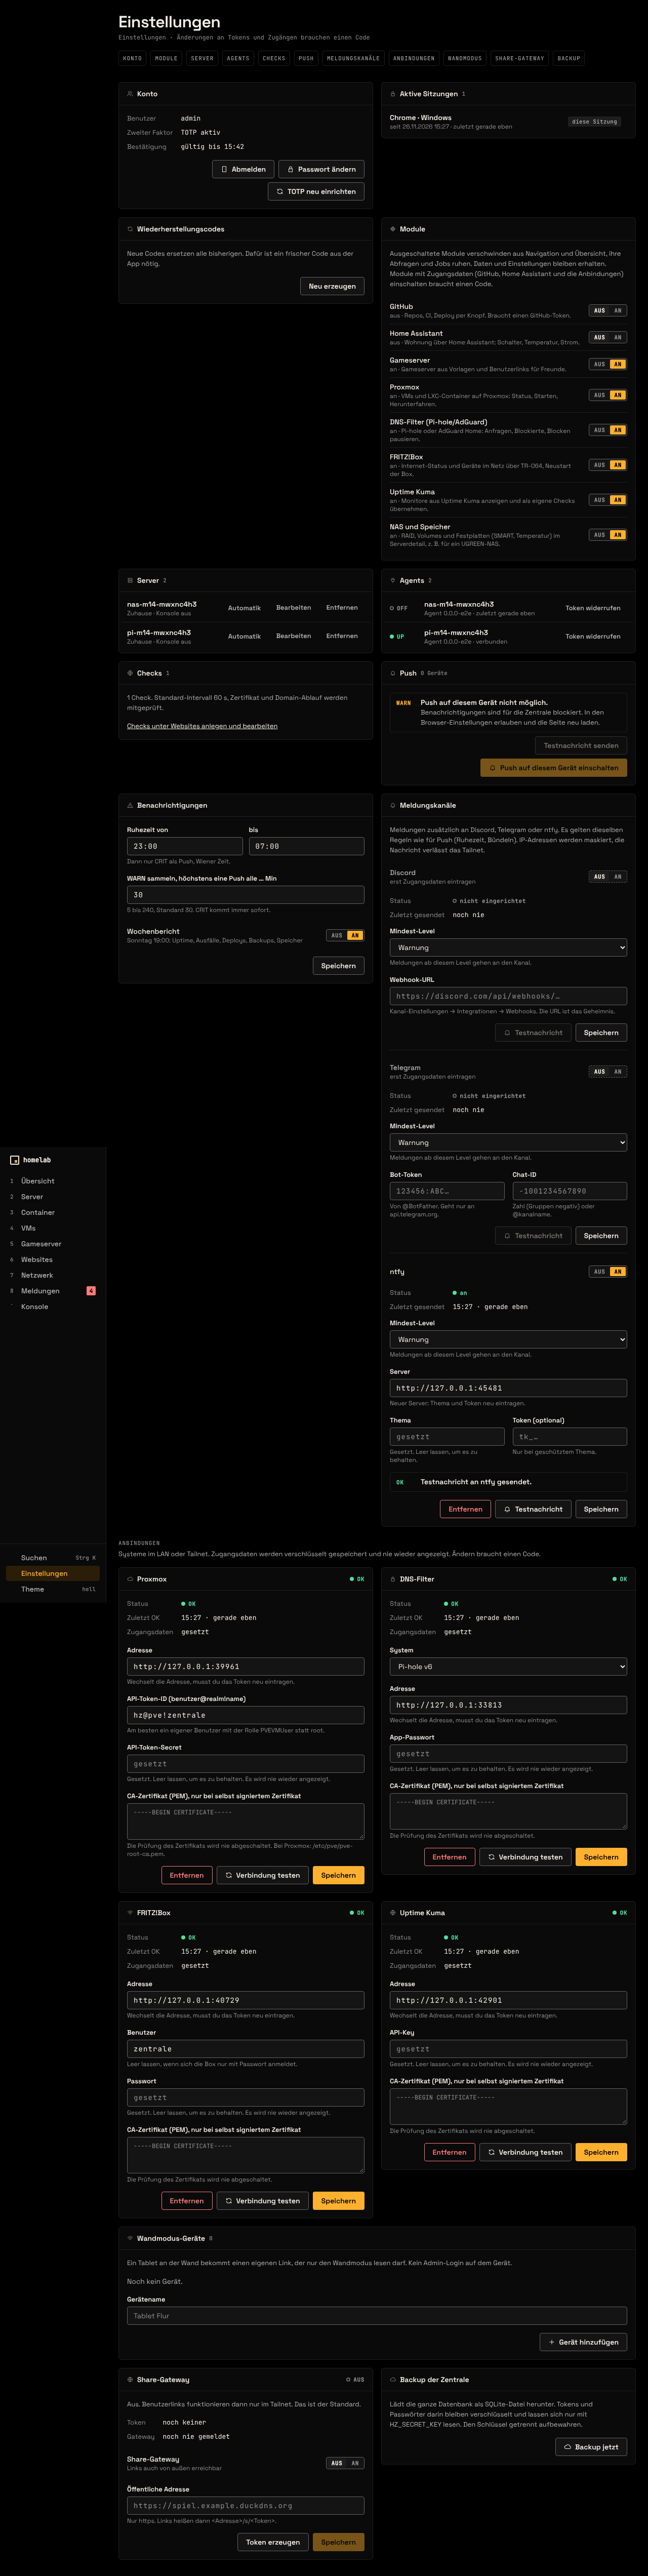 Einstellungen
Einstellungen · Änderungen an Tokens und Zugängen brauchen einen Code
KONTO MODULE SERVER AGENTS CHECKS PUSH MELDUNGSKANÄLE ANBINDUNGEN WANDMODUS SHARE-GATEWAY BACKUP
Konto
Benutzer admin
Zweiter Faktor TOTP aktiv
Bestätigung gültig bis 15:42
Abmelden Passwort ändern
TOTP neu einrichten
Aktive Sitzungen 1
Chrome · Windows
seit 26.11.2026 15:27 · zuletzt gerade eben
diese Sitzung
Wiederherstellungscodes
Neue Codes ersetzen alle bisherigen. Dafür ist ein frischer Code aus der
App nötig.
Neu erzeugen
Module
Ausgeschaltete Module verschwinden aus Navigation und Übersicht, ihre
Abfragen und Jobs ruhen. Daten und Einstellungen bleiben erhalten.
Module mit Zugangsdaten (GitHub, Home Assistant und die Anbindungen)
einschalten braucht einen Code.
GitHub
aus · Repos, CI, Deploy per Knopf. Braucht einen GitHub-Token.
AUS AN
Home Assistant
aus · Wohnung über Home Assistant: Schalter, Temperatur, Strom.
AUS AN
Gameserver
an · Gameserver aus Vorlagen und Benutzerlinks für Freunde.
AUS AN
Proxmox
an · VMs und LXC-Container auf Proxmox: Status, Starten,
Herunterfahren.
AUS AN
DNS-Filter (Pi-hole/AdGuard)
an · Pi-hole oder AdGuard Home: Anfragen, Blockierte, Blocken
pausieren.
AUS AN
FRITZ!Box
an · Internet-Status und Geräte im Netz über TR-064, Neustart
der Box.
AUS AN
Uptime Kuma
an · Monitore aus Uptime Kuma anzeigen und als eigene Checks
übernehmen.
AUS AN
NAS und Speicher
an · RAID, Volumes und Festplatten (SMART, Temperatur) im
Serverdetail, z. B. für ein UGREEN-NAS.
AUS AN
Server 2
nas-m14-mwxnc4h3
Zuhause · Konsole aus
Automatik Bearbeiten Entfernen
pi-m14-mwxnc4h3
Zuhause · Konsole aus
Automatik Bearbeiten Entfernen
Agents 2
OFF nas-m14-mwxnc4h3
Agent 0.0.0-e2e · zuletzt gerade eben
Token widerrufen
UP pi-m14-mwxnc4h3
Agent 0.0.0-e2e · verbunden
Token widerrufen
Checks 1
1 Check. Standard-Intervall 60 s, Zertifikat und Domain-Ablauf werden
mitgeprüft.
Checks unter Websites anlegen und bearbeiten
Push 0 Geräte
WARN Push auf diesem Gerät nicht möglich.
Benachrichtigungen sind für die Zentrale blockiert. In den
Browser-Einstellungen erlauben und die Seite neu laden.
Testnachricht senden
Push auf diesem Gerät einschalten
Benachrichtigungen
Ruhezeit von bis
23:00 07:00
Dann nur CRIT als Push, Wiener Zeit.
WARN sammeln, höchstens eine Push alle … Min
30
5 bis 240, Standard 30. CRIT kommt immer sofort.
Wochenbericht
Sonntag 19:00: Uptime, Ausfälle, Deploys, Backups, Speicher
AUS AN
Speichern
Meldungskanäle
Meldungen zusätzlich an Discord, Telegram oder ntfy. Es gelten dieselben
Regeln wie für Push (Ruhezeit, Bündeln). IP-Adressen werden maskiert, die
Nachricht verlässt das Tailnet.
Discord
erst Zugangsdaten eintragen
AUS AN
Status nicht eingerichtet
Zuletzt gesendet noch nie
Mindest-Level
Warnung
Meldungen ab diesem Level gehen an den Kanal.
Webhook-URL
https://discord.com/api/webhooks/…
Kanal-Einstellungen → Integrationen → Webhooks. Die URL ist das Geheimnis.
Testnachricht Speichern
Telegram
erst Zugangsdaten eintragen
AUS AN
Status nicht eingerichtet
Zuletzt gesendet noch nie
Mindest-Level
Warnung
Meldungen ab diesem Level gehen an den Kanal.
Bot-Token Chat-ID
123456:ABC… -1001234567890
Von @BotFather. Geht nur an
api.telegram.org.
Zahl (Gruppen negativ) oder
@kanalname.
Testnachricht Speichern
ntfy
AUS AN
Status an
Zuletzt gesendet 15:27 · gerade eben
Mindest-Level
Warnung
Meldungen ab diesem Level gehen an den Kanal.
Server
http://127.0.0.1:45481
Neuer Server: Thema und Token neu eintragen.
Thema Token (optional)
gesetzt tk_…
Gesetzt. Leer lassen, um es zu
behalten.
Nur bei geschütztem Thema.
OK Testnachricht an ntfy gesendet.
Entfernen Testnachricht Speichern
homelab
1 Übersicht
2 Server
3 Container
4 VMs
5 Gameserver
6 Websites
7 Netzwerk
8 Meldungen 4
Konsole
Suchen Strg K
Einstellungen
Theme hell
ANBINDUNGEN
Systeme im LAN oder Tailnet. Zugangsdaten werden verschlüsselt gespeichert und nie wieder angezeigt. Ändern braucht einen Code.
Proxmox OK
Status OK
Zuletzt OK 15:27 · gerade eben
Zugangsdaten gesetzt
Adresse
http://127.0.0.1:39961
Wechselt die Adresse, musst du das Token neu eintragen.
API-Token-ID (benutzer@realm!name)
hz@pve!zentrale
Am besten ein eigener Benutzer mit der Rolle PVEVMUser statt root.
API-Token-Secret
gesetzt
Gesetzt. Leer lassen, um es zu behalten. Es wird nie wieder angezeigt.
CA-Zertifikat (PEM), nur bei selbst signiertem Zertifikat
-----BEGIN CERTIFICATE-----
Die Prüfung des Zertifikats wird nie abgeschaltet. Bei Proxmox: /etc/pve/pve-
root-ca.pem.
Entfernen Verbindung testen Speichern
DNS-Filter OK
Status OK
Zuletzt OK 15:27 · gerade eben
Zugangsdaten gesetzt
System
Pi-hole v6
Adresse
http://127.0.0.1:33813
Wechselt die Adresse, musst du das Token neu eintragen.
App-Passwort
gesetzt
Gesetzt. Leer lassen, um es zu behalten. Es wird nie wieder angezeigt.
CA-Zertifikat (PEM), nur bei selbst signiertem Zertifikat
-----BEGIN CERTIFICATE-----
Die Prüfung des Zertifikats wird nie abgeschaltet.
Entfernen Verbindung testen Speichern
FRITZ!Box OK
Status OK
Zuletzt OK 15:27 · gerade eben
Zugangsdaten gesetzt
Adresse
http://127.0.0.1:40729
Wechselt die Adresse, musst du das Token neu eintragen.
Benutzer
zentrale
Leer lassen, wenn sich die Box nur mit Passwort anmeldet.
Passwort
gesetzt
Gesetzt. Leer lassen, um es zu behalten. Es wird nie wieder angezeigt.
CA-Zertifikat (PEM), nur bei selbst signiertem Zertifikat
-----BEGIN CERTIFICATE-----
Die Prüfung des Zertifikats wird nie abgeschaltet.
Entfernen Verbindung testen Speichern
Uptime Kuma OK
Status OK
Zuletzt OK 15:27 · gerade eben
Zugangsdaten gesetzt
Adresse
http://127.0.0.1:42901
Wechselt die Adresse, musst du das Token neu eintragen.
API-Key
gesetzt
Gesetzt. Leer lassen, um es zu behalten. Es wird nie wieder angezeigt.
CA-Zertifikat (PEM), nur bei selbst signiertem Zertifikat
-----BEGIN CERTIFICATE-----
Die Prüfung des Zertifikats wird nie abgeschaltet.
Entfernen Verbindung testen Speichern
Wandmodus-Geräte 0
Ein Tablet an der Wand bekommt einen eigenen Link, der nur den Wandmodus lesen darf. Kein Admin-Login auf dem Gerät.
Noch kein Gerät.
Gerätename
Tablet Flur
Gerät hinzufügen
Share-Gateway AUS
Aus. Benutzerlinks funktionieren dann nur im Tailnet. Das ist der Standard.
Token noch keiner
Gateway noch nie gemeldet
Share-Gateway
Links auch von außen erreichbar
AUS AN
Öffentliche Adresse
https://spiel.example.duckdns.org
Nur https. Links heißen dann <Adresse>/s/<Token>.
Token erzeugen Speichern
Backup der Zentrale
Lädt die ganze Datenbank als SQLite-Datei herunter. Tokens und
Passwörter darin bleiben verschlüsselt und lassen sich nur mit
HZ_SECRET_KEY lesen. Den Schlüssel getrennt aufbewahren.
Backup jetzt